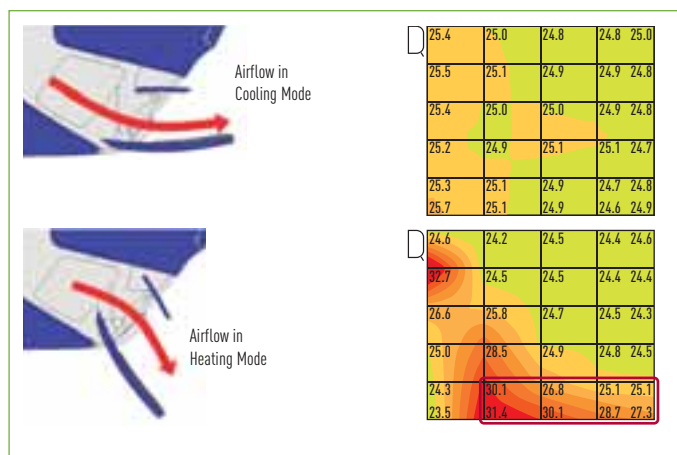 Airflow in
Cooling Mode
25.4 25.0 24.8 24.8 25.0
25.5 25.1 24.9 24.9 24.8
25.4 25.0 25.0 24.9 24.8
25.2 24.9 25.1 25.1 24.7
25.3 25.1 24.9 24.7 24.8
25.7 25.1 24.9 24.6 24.9
Airflow in
Heating Mode
24.6 24.2 24.5 24.4 24.6
32.7 24.5 24.5 24.4 24.4
26.6 25.8 24.7 24.5 24.3
25.0 28.5 24.9 24.8 24.5
24.3 30.1 26.8 25.1 25.1
23.5 31.4 30.1 28.7 27.3